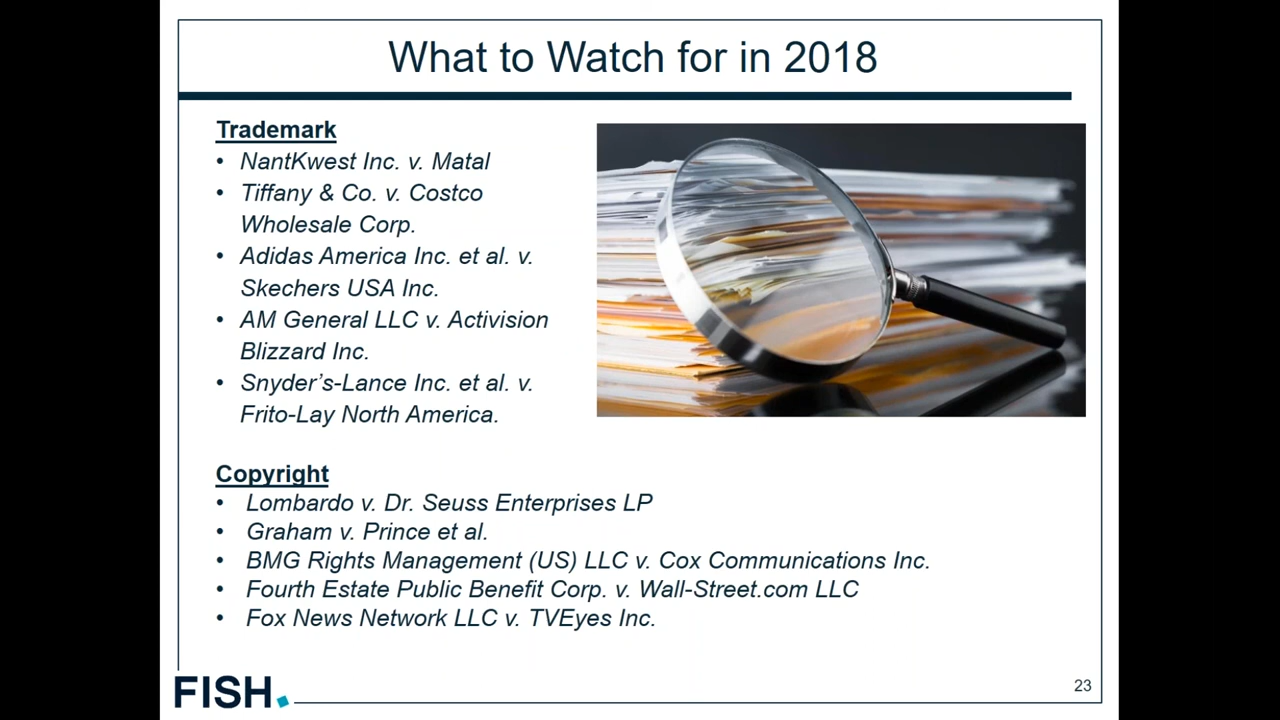 What to Watch for in 2018
Trademark
• NantKwest Inc. v. Matal
• Tiffany & Co. v. Costco
Wholesale Corp.
• Adidas America Inc. et al. v.
Skechers USA Inc.
• AM General LLC v. Activision
Blizzard Inc.
• Snyder’s-Lance Inc. et al. v.
Frito-Lay North America.
Copyright
• Lombardo v. Dr. Seuss Enterprises LP
• Graham v. Prince et al.
• BMG Rights Management (US) LLC v. Cox Communications Inc.
• Fourth Estate Public Benefit Corp. v. Wall-Street.com LLC
• Fox News Network LLC v. TVEyes Inc.
FISH.
23